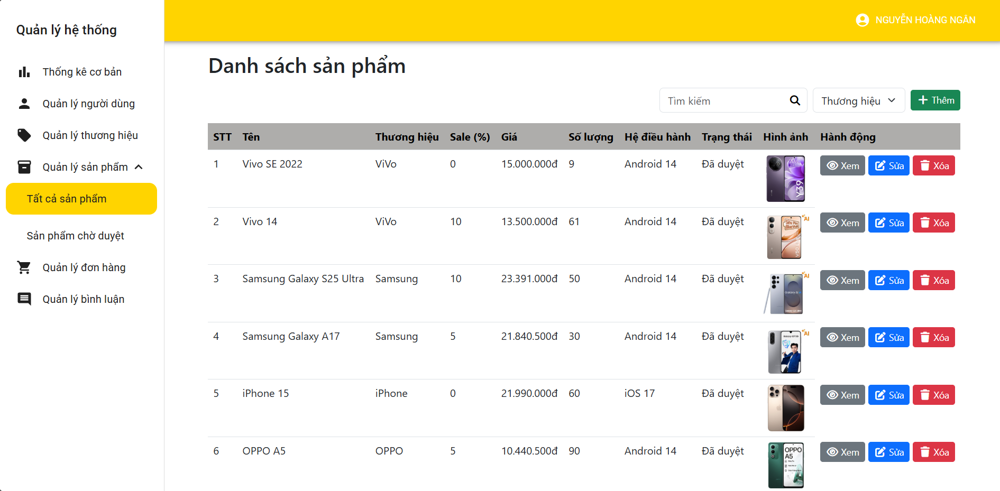 Quản lý hệ thống
Thống kê cơ bản
Quản lý người dùng
Quản lý thương hiệu
Quản lý sản phẩm
Tất cả sản phẩm
Sản phẩm chờ duyệt
Quản lý đơn hàng
Quản lý bình luận
NGUYỄN HOÀNG NGÂN
Danh sách sản phẩm
Tìm kiếm Thương hiệu Thêm
STT Tên Thương hiệu Sale (%) Giá Số lượng Hệ điều hành Trạng thái Hình ảnh Hành động
1 Vivo SE 2022 ViVo 0 15.000.000đ 9 Android 14 Đã duyệt Y39 Xem Sửa Xóa
2 Vivo 14 ViVo 10 13.500.000đ 61 Android 14 Đã duyệt AI Xem Sửa Xóa
3 Samsung Galaxy S25 Ultra Samsung 10 23.391.000đ 50 Android 14 Đã duyệt AI Xem Sửa Xóa
4 Samsung Galaxy A17 Samsung 5 21.840.500đ 30 Android 14 Đã duyệt AI Xem Sửa Xóa
5 iPhone 15 iPhone 0 21.990.000đ 60 iOS 17 Đã duyệt Xem Sửa Xóa
6 OPPO A5 OPPO 5 10.440.500đ 90 Android 14 Đã duyệt OPPO A5 Xem Sửa Xóa